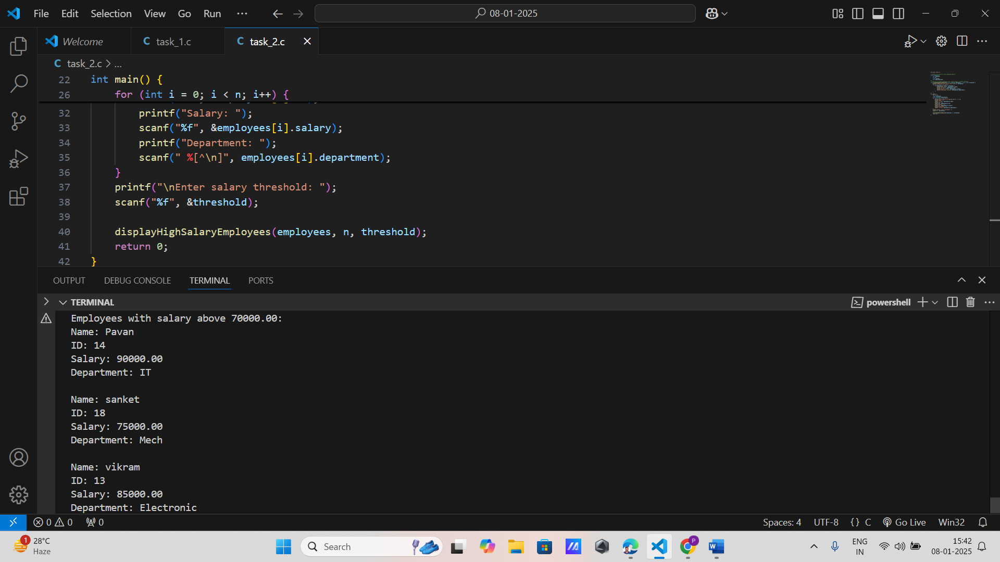 File Edit Selection View Go Run ··· 08-01-2025
Welcome
task_1.c
task_2.c
C task_2.c > ...
22 int main() {
26 for (int i = 0; i < n; i++) {
32 printf("Salary: ");
33 scanf("%f", &employees[i].salary);
34 printf("Department: ");
35 scanf(" %[^\n]", employees[i].department);
36 }
37 printf("\nEnter salary threshold: ");
38 scanf("%f", &threshold);
39
40 displayHighSalaryEmployees(employees, n, threshold);
41 return 0;
42 }
OUTPUT DEBUG CONSOLE TERMINAL PORTS
TERMINAL powershell
Employees with salary above 70000.00:
Name: Pavan
ID: 14
Salary: 90000.00
Department: IT
Name: sanket
ID: 18
Salary: 75000.00
Department: Mech
Name: vikram
ID: 13
Salary: 85000.00
Department: Electronic
0 0 0 Spaces: 4 UTF-8 {} C Go Live Win32
1 28°C
Haze
Search
P
ENG
IN
15:42
08-01-2025